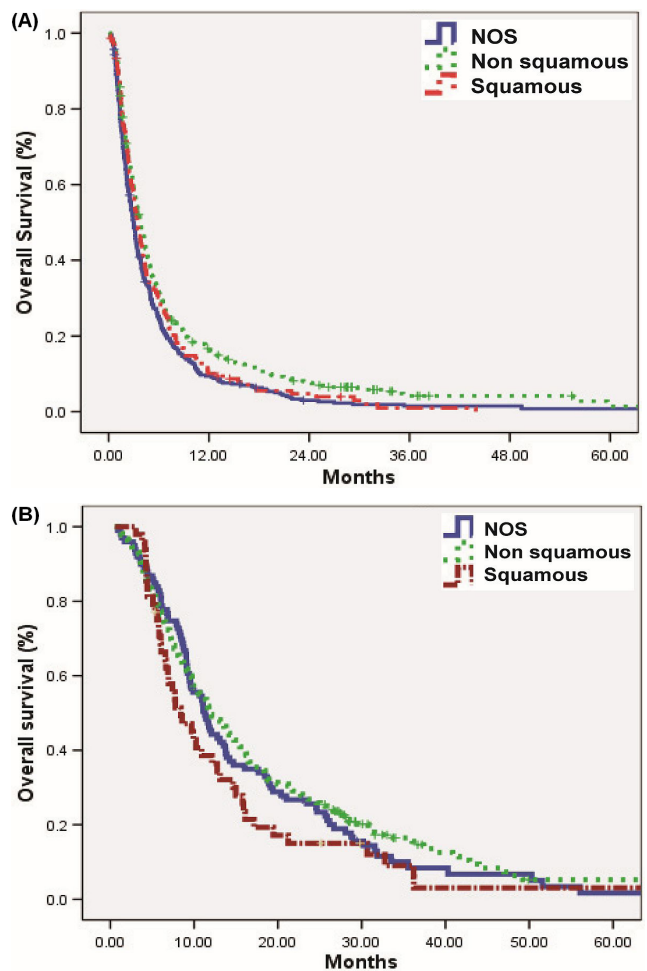 (A)
NOS
Non squamous
Squamous
Overall Survival (%)
1.0
0.8
0.6
0.4
0.2
0.0
0.00 12.00 24.00 36.00 48.00 60.00
Months
(B)
NOS
Non squamous
Squamous
Overall survival (%)
1.0
0.8
0.6
0.4
0.2
0.0
0.00 10.00 20.00 30.00 40.00 50.00 60.00
Months